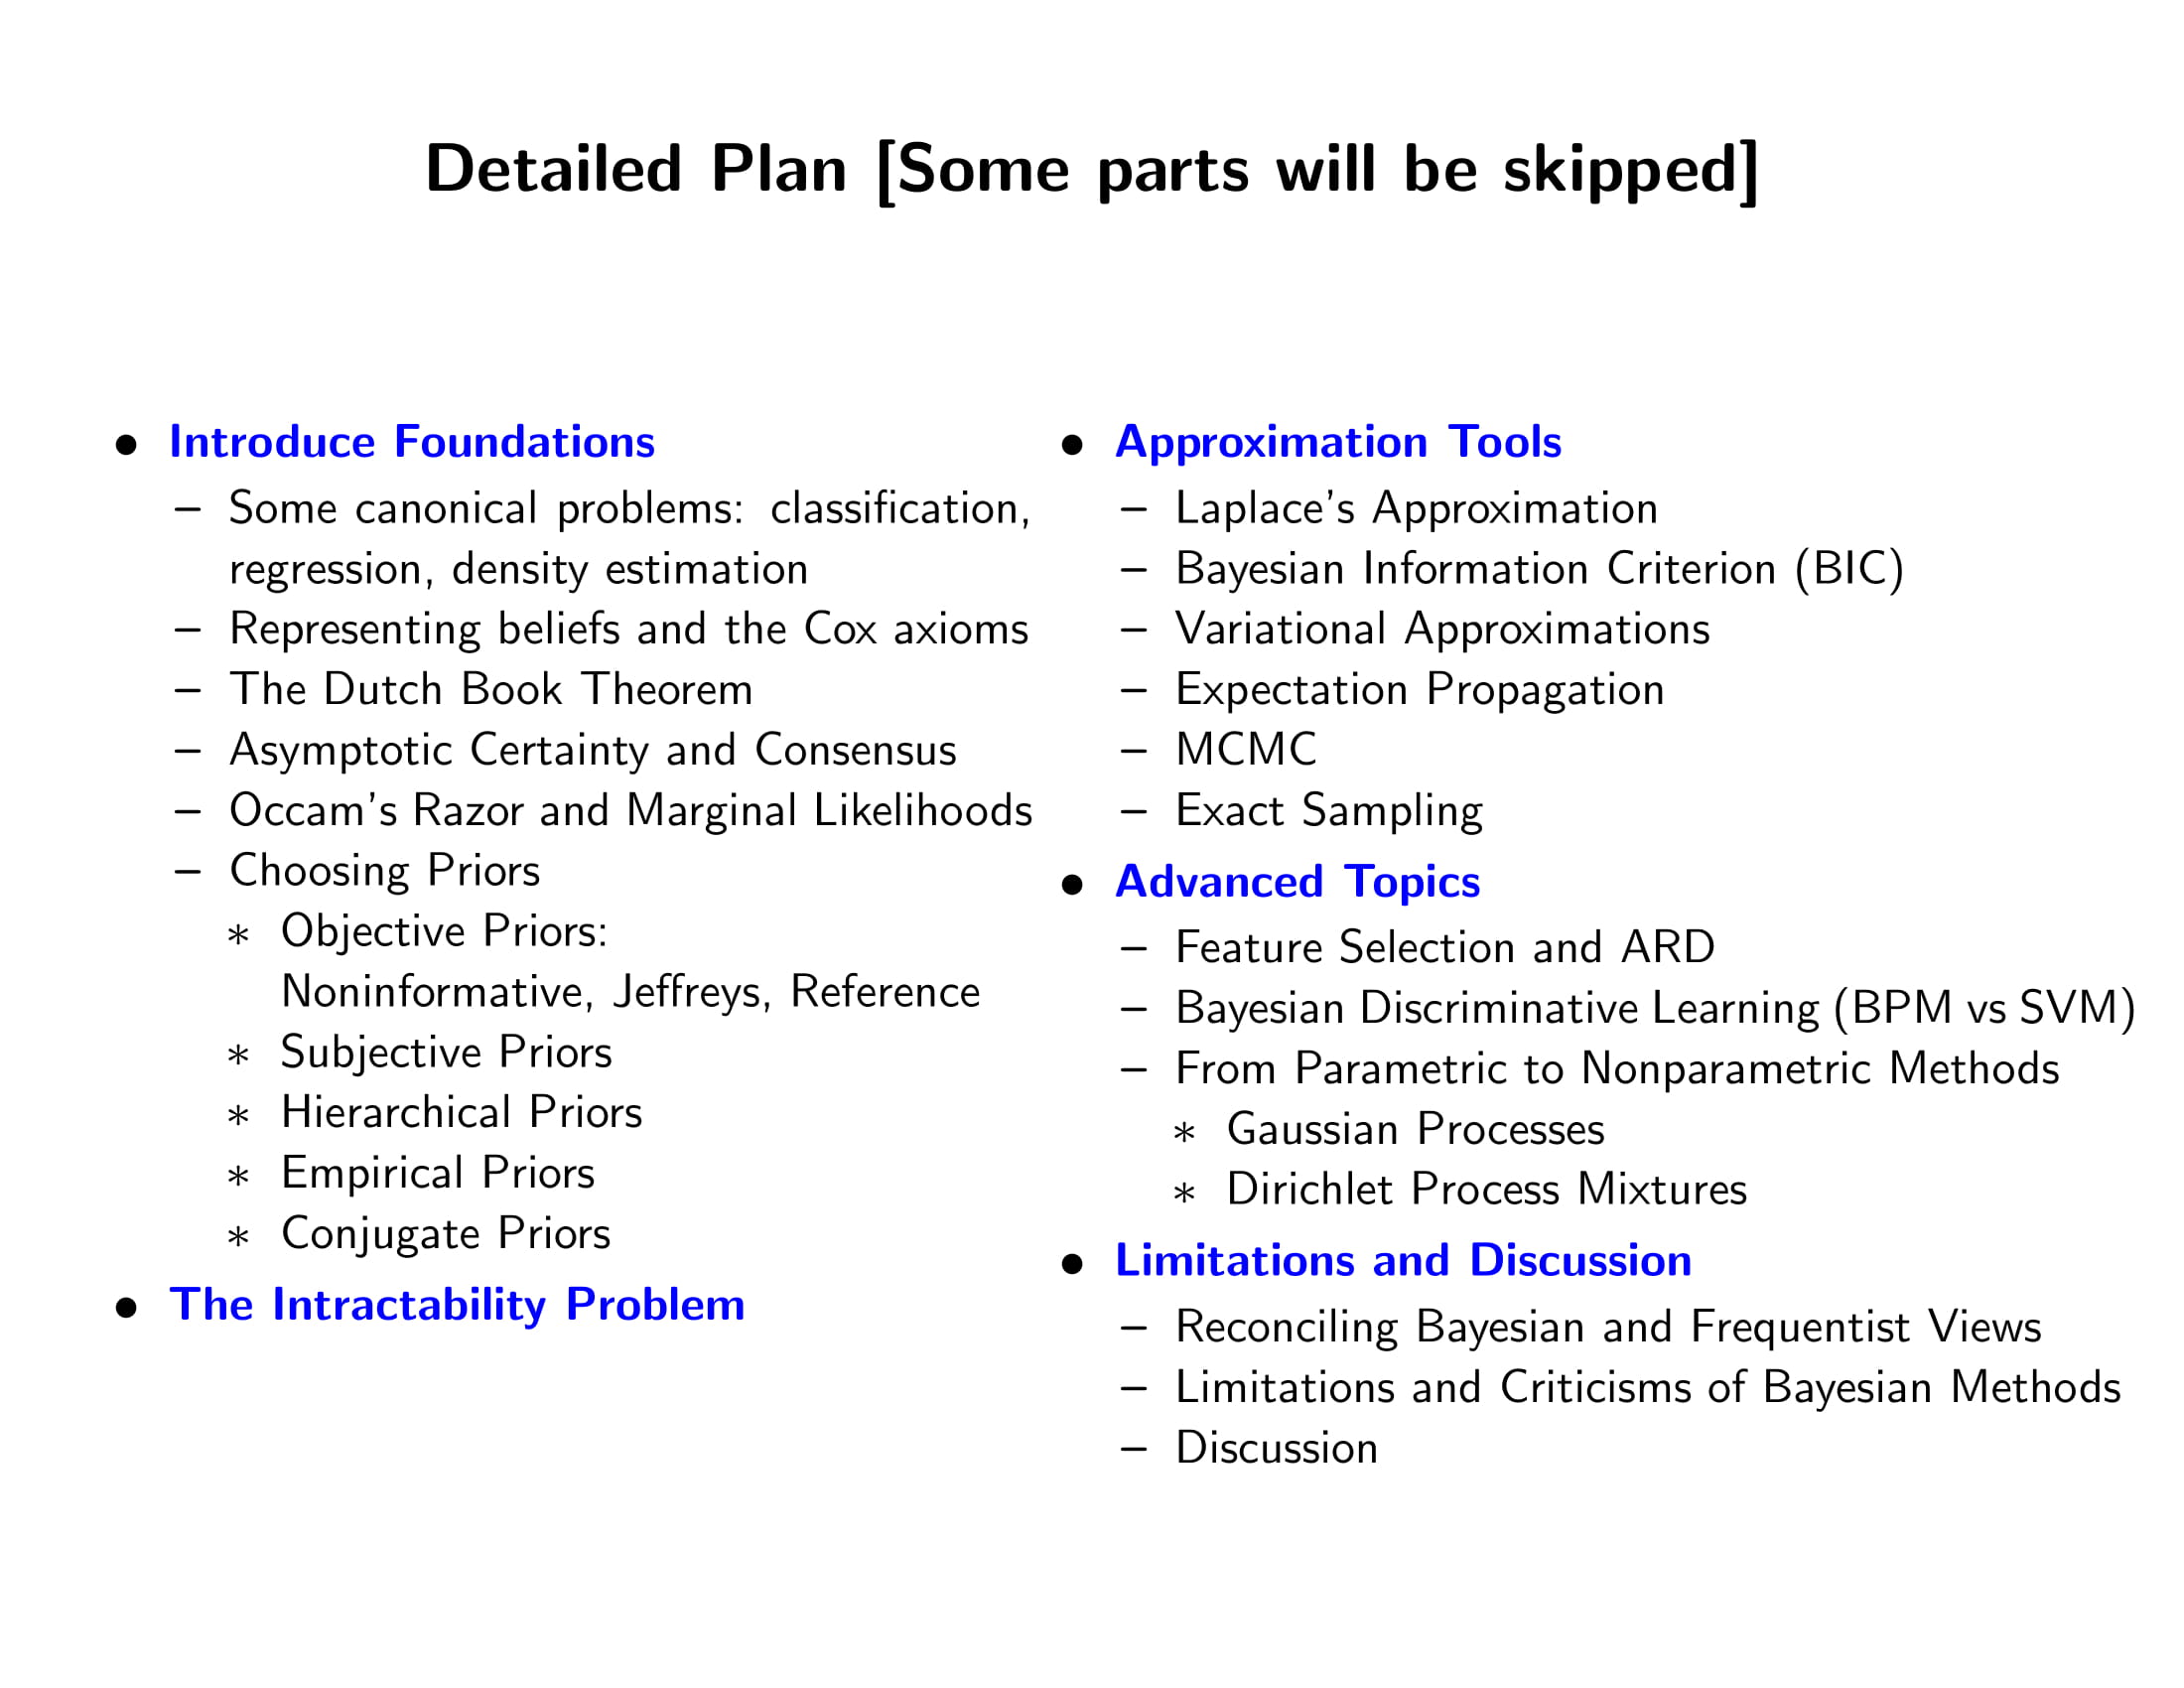 Detailed Plan [Some parts will be skipped]
• Introduce Foundations
– Some canonical problems: classification,
regression, density estimation
– Representing beliefs and the Cox axioms
– The Dutch Book Theorem
– Asymptotic Certainty and Consensus
– Occam's Razor and Marginal Likelihoods
– Choosing Priors
∗ Objective Priors:
Noninformative, Jeffreys, Reference
∗ Subjective Priors
∗ Hierarchical Priors
∗ Empirical Priors
∗ Conjugate Priors
• The Intractability Problem
• Approximation Tools
– Laplace's Approximation
– Bayesian Information Criterion (BIC)
– Variational Approximations
– Expectation Propagation
– MCMC
– Exact Sampling
• Advanced Topics
– Feature Selection and ARD
– Bayesian Discriminative Learning (BPM vs SVM)
– From Parametric to Nonparametric Methods
∗ Gaussian Processes
∗ Dirichlet Process Mixtures
• Limitations and Discussion
– Reconciling Bayesian and Frequentist Views
– Limitations and Criticisms of Bayesian Methods
– Discussion